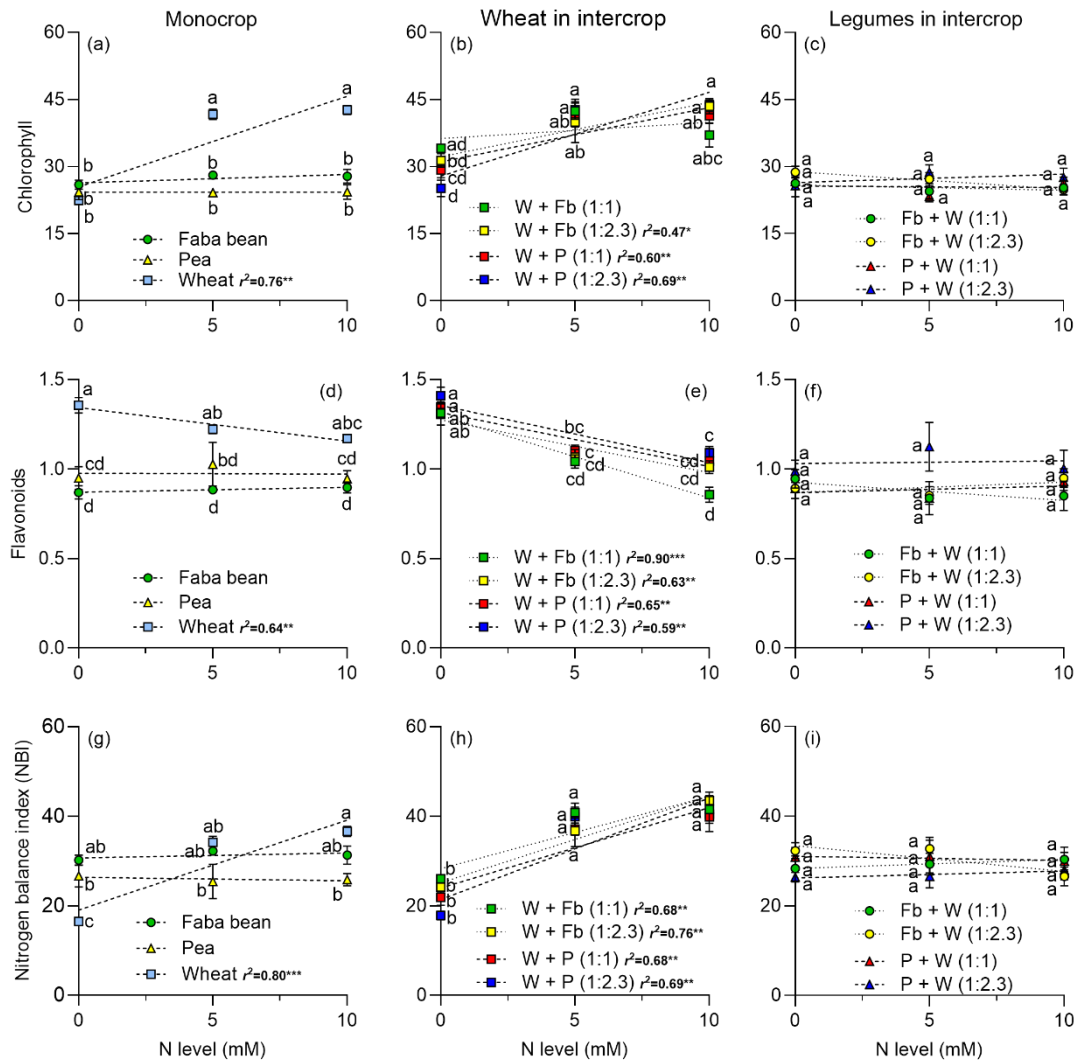 Monocrop
Wheat in intercrop
Legumes in intercrop
Chlorophyll
60
45
30
15
0
(a)
a
a
b
b
b
b
b
b
b
Faba bean
Pea
Wheat r²=0.76**
0
5
10
60
45
30
15
0
(b)
a
a
a
ab
ab
ab
abc
ad
bd
cd
d
W + Fb (1:1)
W + Fb (1:2.3) r²=0.47*
W + P (1:1) r²=0.60**
W + P (1:2.3) r²=0.69**
0
5
10
60
45
30
15
0
(c)
a
a
a
a
a
a
a
a
a
a
a
Fb + W (1:1)
Fb + W (1:2.3)
P + W (1:1)
P + W (1:2.3)
0
5
10
Flavonoids
1.5
1.0
0.5
0.0
(d)
a
ab
abc
cd
bd
cd
d
d
d
Faba bean
Pea
Wheat r²=0.64**
0
5
10
1.5
1.0
0.5
0.0
(e)
a
a
ab
ab
bc
c
cd
cd
c
cd
cd
d
W + Fb (1:1) r²=0.90***
W + Fb (1:2.3) r²=0.63**
W + P (1:1) r²=0.65**
W + P (1:2.3) r²=0.59**
0
5
10
1.5
1.0
0.5
0.0
(f)
a
a
a
a
a
a
a
a
a
a
a
a
Fb + W (1:1)
Fb + W (1:2.3)
P + W (1:1)
P + W (1:2.3)
0
5
10
Nitrogen balance index (NBI)
60
40
20
0
(g)
ab
ab
a
ab
ab
b
b
b
c
Faba bean
Pea
Wheat r²=0.80***
0
5
10
N level (mM)
60
40
20
0
(h)
a
a
a
a
a
a
a
a
b
b
b
b
W + Fb (1:1) r²=0.68**
W + Fb (1:2.3) r²=0.76**
W + P (1:1) r²=0.68**
W + P (1:2.3) r²=0.69**
0
5
10
N level (mM)
60
40
20
0
(i)
a
a
a
a
a
a
a
a
a
a
a
a
Fb + W (1:1)
Fb + W (1:2.3)
P + W (1:1)
P + W (1:2.3)
0
5
10
N level (mM)